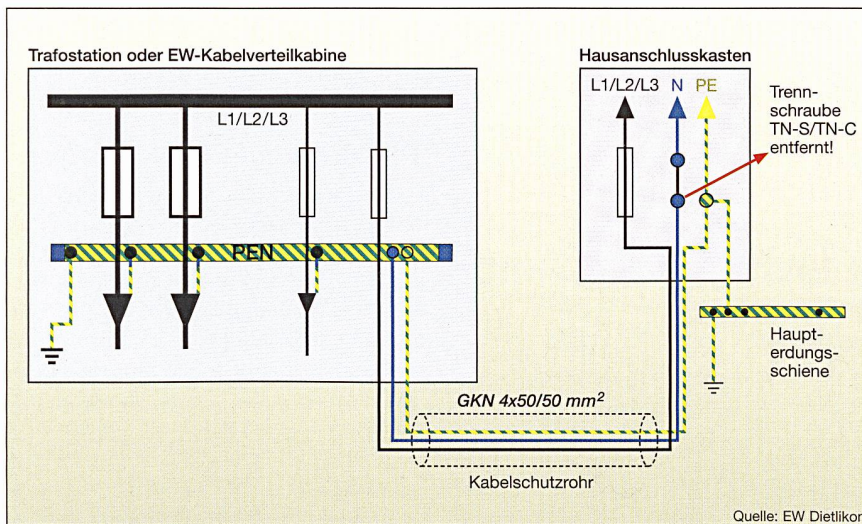 Trafostation oder EW-Kabelverteilkabine
L1/L2/L3
PEN
Hausanschlusskasten
L1/L2/L3 N PE
Trenn-
schraube
TN-S/TN-C
entfernt!
Haupt-
erdungs-
schiene
GKN 4x50/50 mm²
Kabelschutzrohr
Quelle: EW Dietlikon